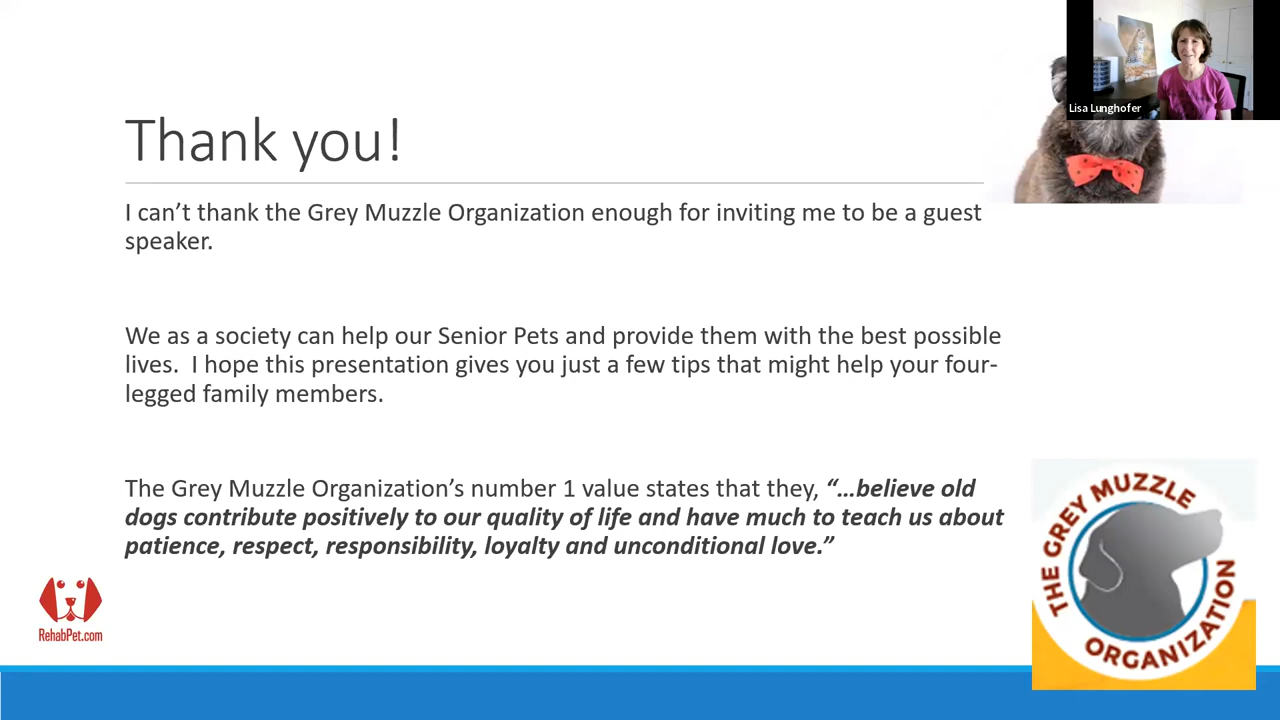 Lisa Lunghofer
Thank you!
I can’t thank the Grey Muzzle Organization enough for inviting me to be a guest
speaker.
We as a society can help our Senior Pets and provide them with the best possible
lives.  I hope this presentation gives you just a few tips that might help your four-
legged family members.
The Grey Muzzle Organization’s number 1 value states that they, “…believe old
dogs contribute positively to our quality of life and have much to teach us about
patience, respect, responsibility, loyalty and unconditional love.”
RehabPet.com
THE GREY MUZZLE
ORGANIZATION